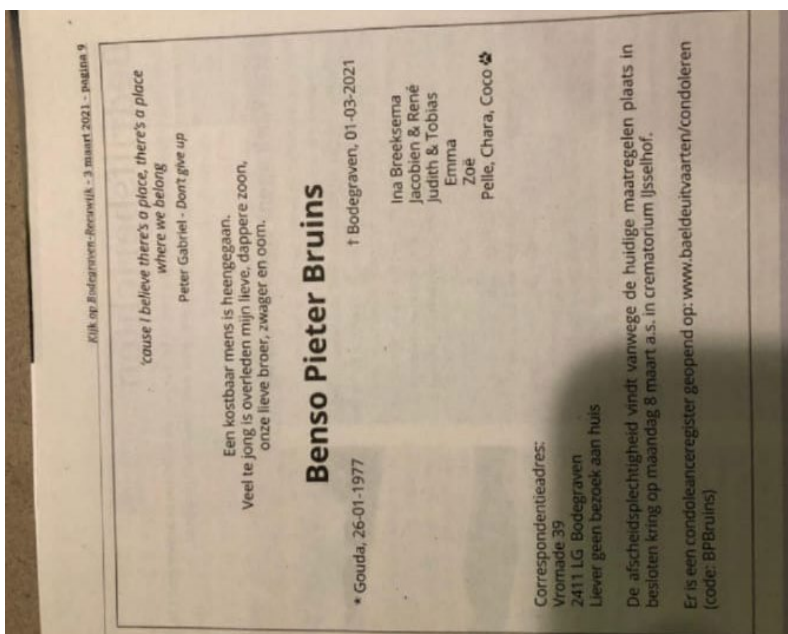 Kijk op Bodegraven-Reeuwijk - 3 maart 2021 - pagina 9
'cause I believe there's a place, there's a place
where we belong
Peter Gabriel - Don't give up
Een kostbaar mens is heengegaan.
Veel te jong is overleden mijn lieve, dappere zoon,
onze lieve broer, zwager en oom.
Benso Pieter Bruins
* Gouda, 26-01-1977 † Bodegraven, 01-03-2021
Ina Breeksema
Jacobien & René
Judith & Tobias
Emma
Zoë
Pelle, Chara, Coco 🐾
Correspondentieadres:
Vromade 39
2411 LG Bodegraven
Liever geen bezoek aan huis
De afscheidsplechtigheid vindt vanwege de huidige maatregelen plaats in
besloten kring op maandag 8 maart a.s. in crematorium IJsselhof.
Er is een condoleanceregister geopend op: www.baeldeuitvaarten/condoleren
(code: BPBruins)